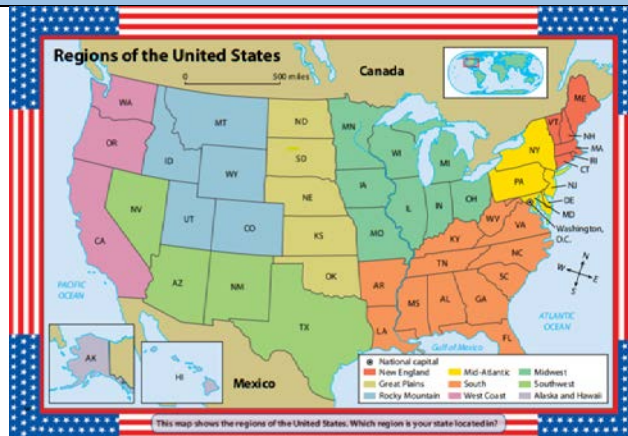 Regions of the United States
0 500 miles
Canada
WA
MT
ND
MN
ME
VT
OR
ID
SD
WI
MI
NY
NH
MA
RI
CT
WY
IA
PA
NJ
NV
NE
IL
IN
OH
DE
MD
Washington, D.C.
UT
CO
KS
MO
WV
VA
KY
CA
AZ
NM
OK
AR
TN
NC
SC
MS
AL
GA
TX
LA
FL
PACIFIC
OCEAN
ATLANTIC
OCEAN
N
W
E
S
Gulf of Mexico
AK
HI
Mexico
National capital
New England
Great Plains
Rocky Mountain
Mid-Atlantic
South
West Coast
Midwest
Southwest
Alaska and Hawaii
This map shows the regions of the United States. Which region is your state located in?